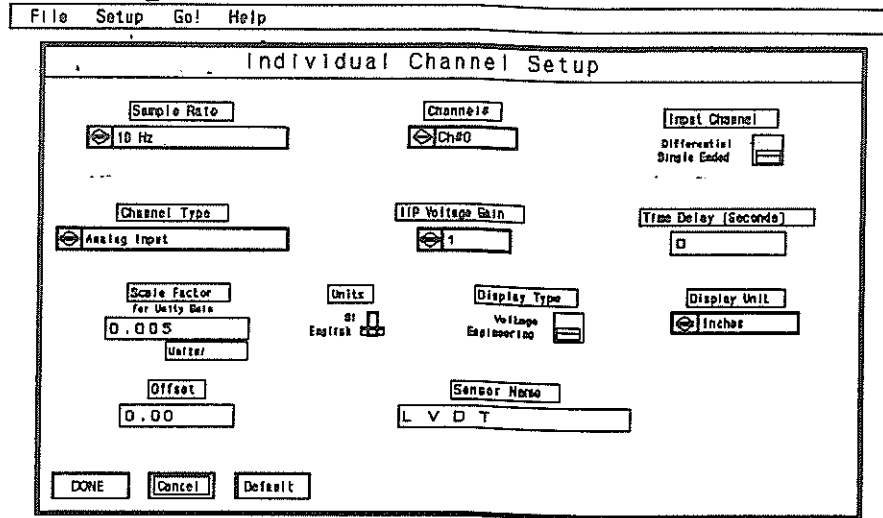 File Setup Go! Help
Individual Channel Setup
Sample Rate
10 Hz
Channel#
Ch#0
Input Channel
Differential
Single Ended
Channel Type
Analog Input
I/P Voltage Gain
1
Time Delay (Seconds)
0
Scale Factor
for Unity Gain
0.005
Units/
Units
SI
English
Display Type
Voltage
Engineering
Display Unit
Inches
Offset
0.00
Sensor Name
L V D T
DONE
Cancel
Default